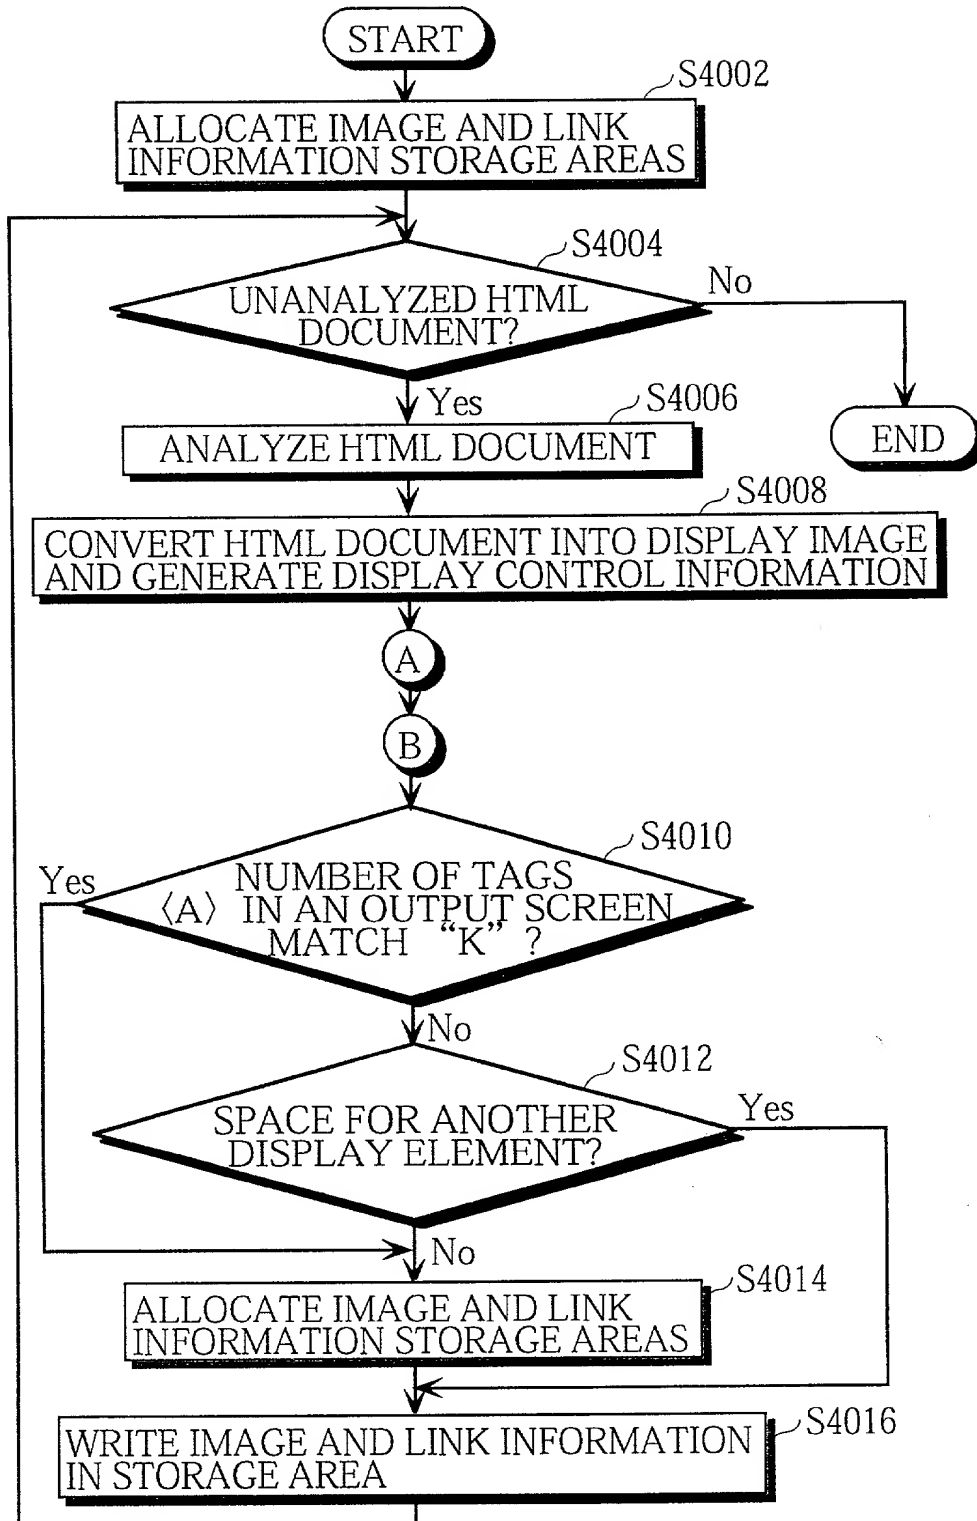 START
S4002
ALLOCATE IMAGE AND LINK
INFORMATION STORAGE AREAS
S4004
No
UNANALYZED HTML
DOCUMENT?
Yes
S4006
ANALYZE HTML DOCUMENT
END
S4008
CONVERT HTML DOCUMENT INTO DISPLAY IMAGE
AND GENERATE DISPLAY CONTROL INFORMATION
A
B
S4010
Yes
NUMBER OF TAGS
〈A〉 IN AN OUTPUT SCREEN
MATCH “K” ?
No
S4012
Yes
SPACE FOR ANOTHER
DISPLAY ELEMENT?
No
S4014
ALLOCATE IMAGE AND LINK
INFORMATION STORAGE AREAS
S4016
WRITE IMAGE AND LINK INFORMATION
IN STORAGE AREA